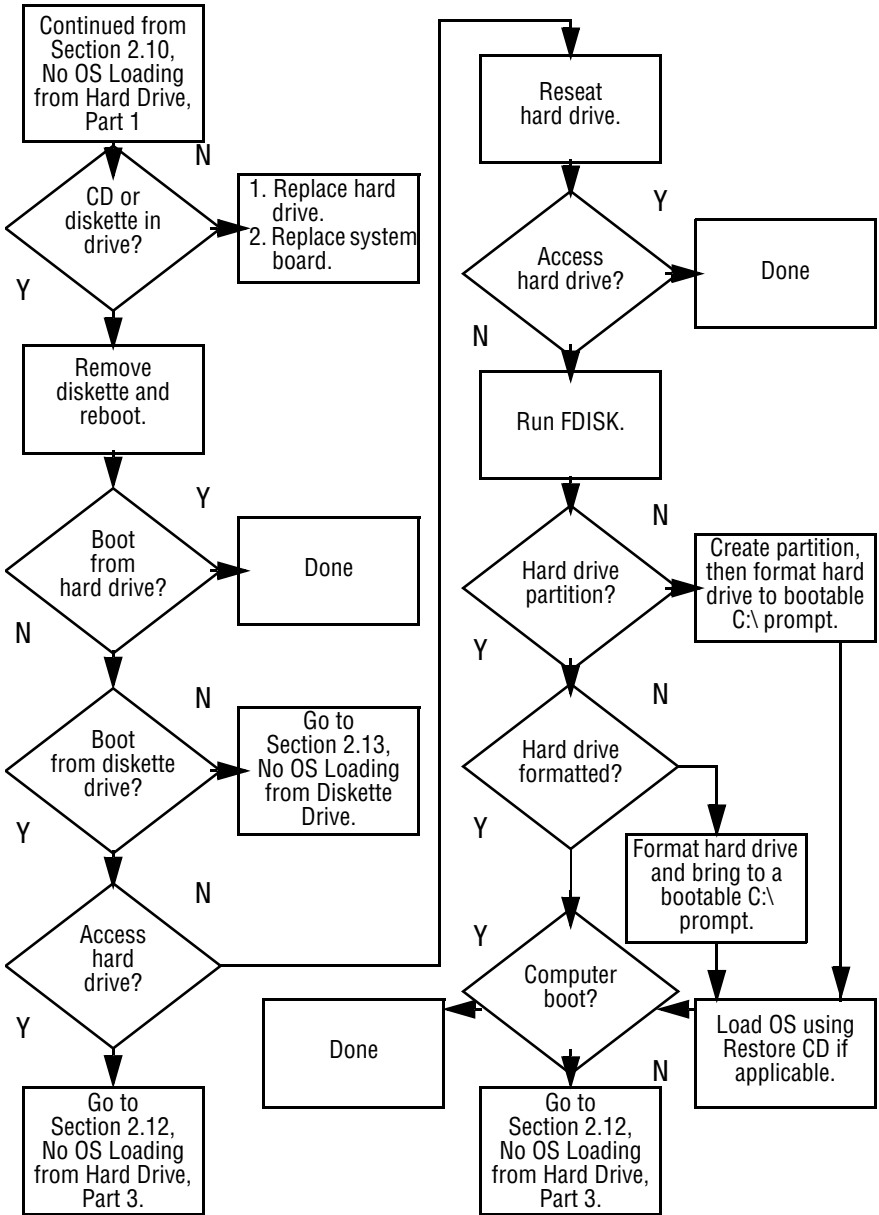 Continued from
Section 2.10,
No OS Loading
from Hard Drive,
Part 1
N
CD or
diskette in
drive?
1. Replace hard
drive.
2. Replace system
board.
Y
Remove
diskette and
reboot.
Y
Boot
from
hard drive?
Done
N
N
Boot
from diskette
drive?
Go to
Section 2.13,
No OS Loading
from Diskette
Drive.
Y
N
Access
hard
drive?
Y
Go to
Section 2.12,
No OS Loading
from Hard Drive,
Part 3.
Reseat
hard drive.
Y
Access
hard drive?
Done
N
Run FDISK.
N
Hard drive
partition?
Create partition,
then format hard
drive to bootable
C:\ prompt.
Y
N
Hard drive
formatted?
Y
Format hard drive
and bring to a
bootable C:\
prompt.
Y
Computer
boot?
Done
Load OS using
Restore CD if
applicable.
N
Go to
Section 2.12,
No OS Loading
from Hard Drive,
Part 3.